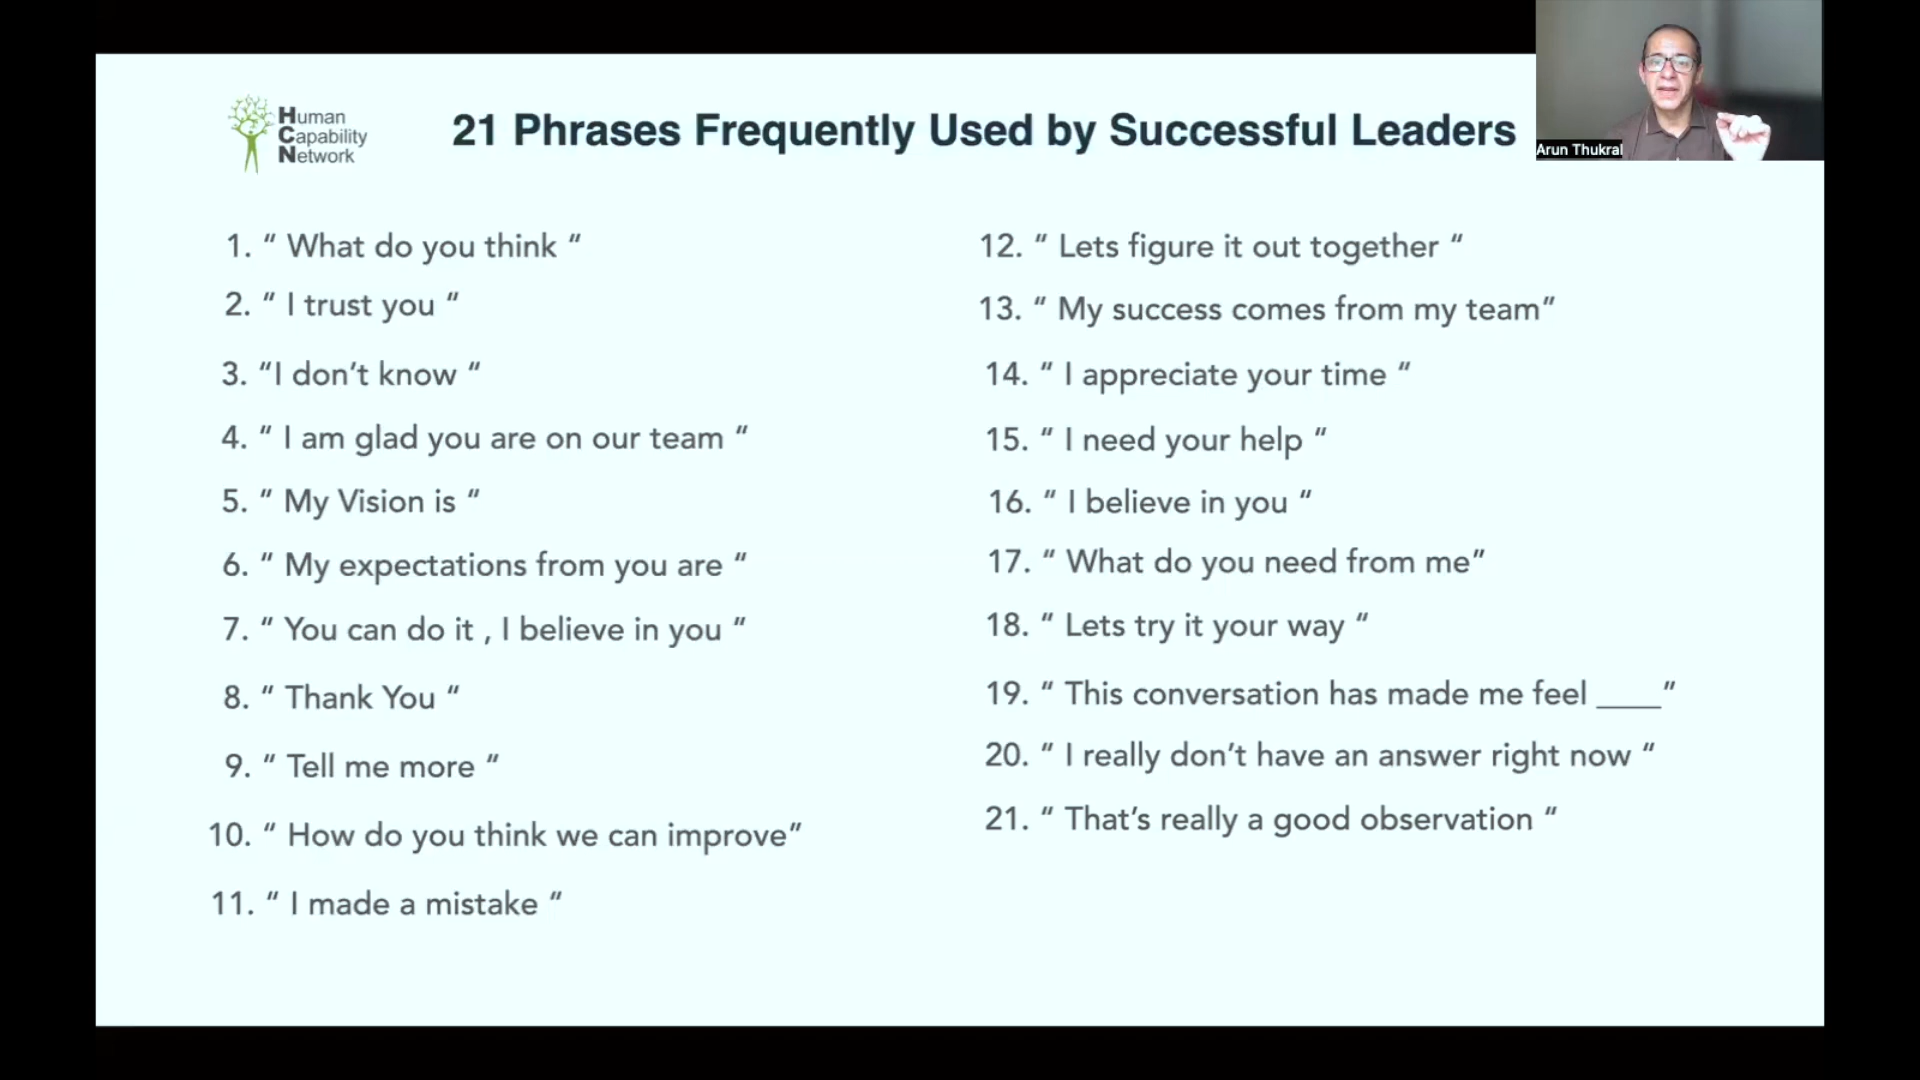 Human
Capability
Network
21 Phrases Frequently Used by Successful Leaders
Arun Thukral
1. “ What do you think “
2. “ I trust you “
3. “I don’t know “
4. “ I am glad you are on our team “
5. “ My Vision is “
6. “ My expectations from you are “
7. “ You can do it , I believe in you “
8. “ Thank You “
9. “ Tell me more “
10. “ How do you think we can improve”
11. “ I made a mistake “
12. “ Lets figure it out together “
13. “ My success comes from my team”
14. “ I appreciate your time “
15. “ I need your help “
16. “ I believe in you “
17. “ What do you need from me”
18. “ Lets try it your way “
19. “ This conversation has made me feel ____”
20. “ I really don’t have an answer right now “
21. “ That’s really a good observation “